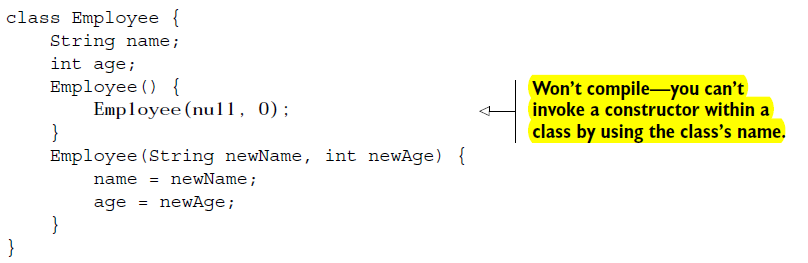 class Employee {
    String name;
    int age;
    Employee() {
        Employee(null, 0);
    }
    Employee(String newName, int newAge) {
        name = newName;
        age = newAge;
    }
}
Won't compile—you can't
invoke a constructor within a
class by using the class's name.